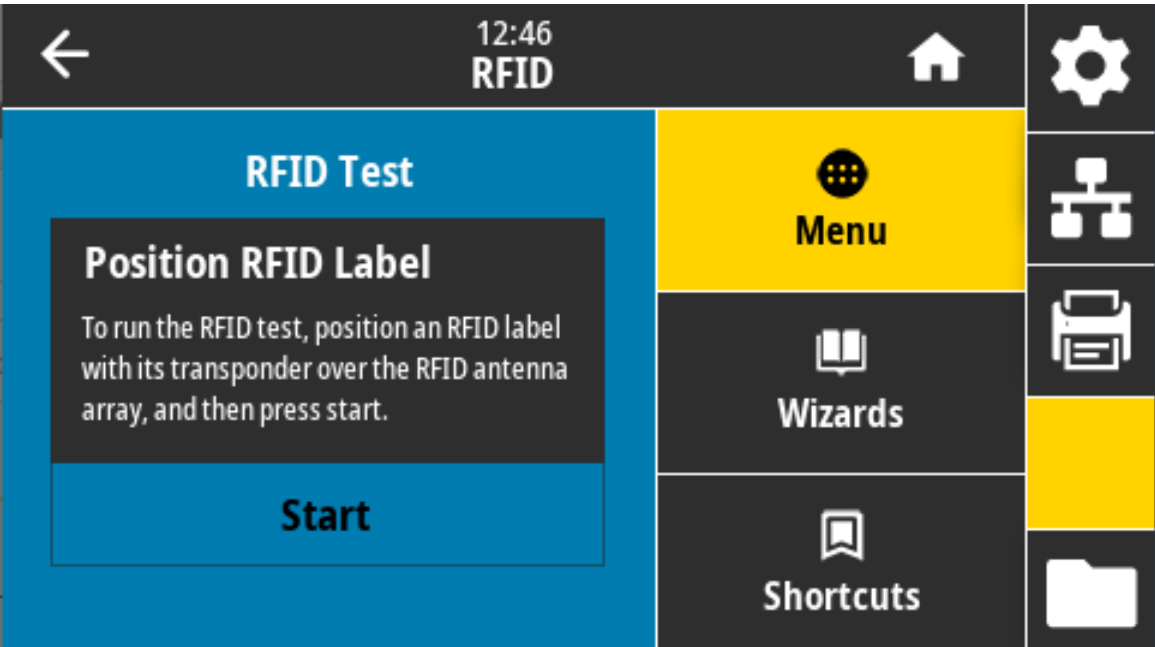 12:46
RFID
RFID Test
Position RFID Label
To run the RFID test, position an RFID label
with its transponder over the RFID antenna
array, and then press start.
Start
Menu
Wizards
Shortcuts